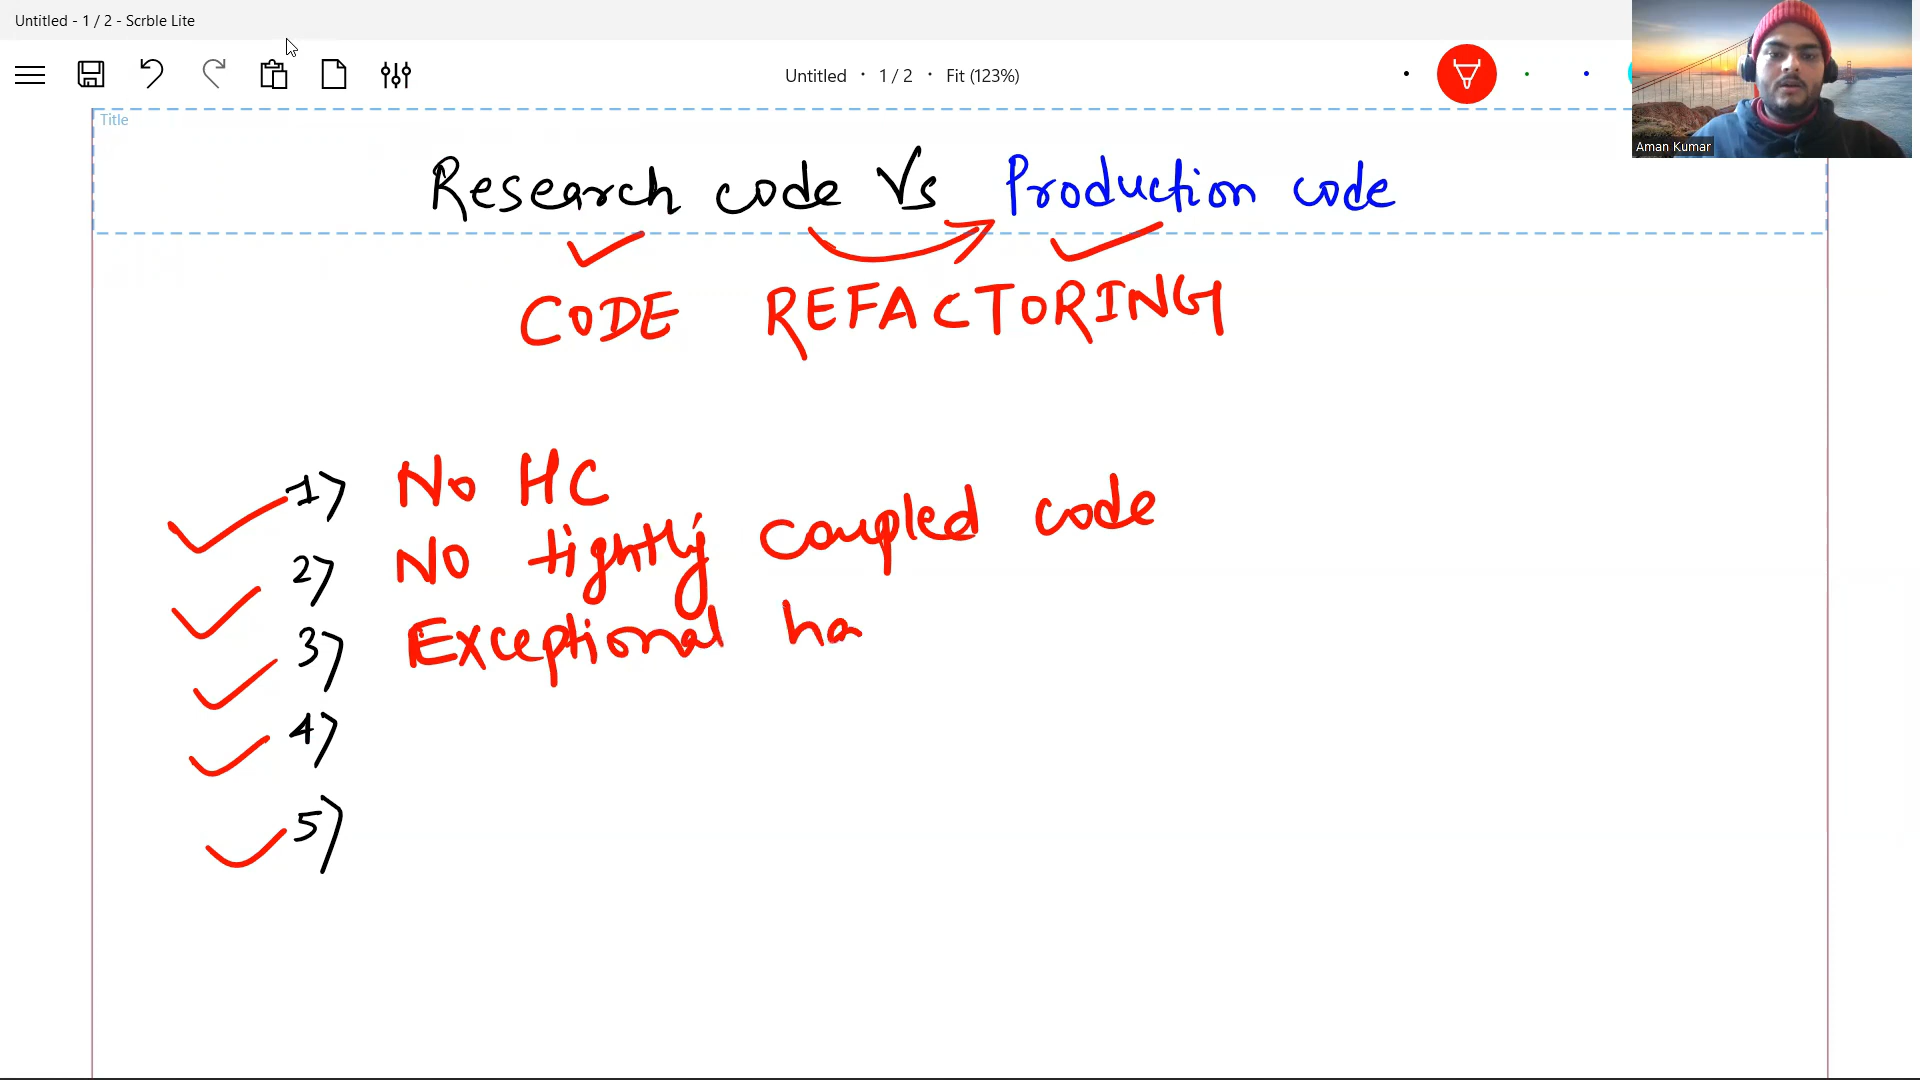 Untitled - 1 / 2 - Scrble Lite
Untitled • 1 / 2 • Fit (123%)
Aman Kumar
Title
Research code Vs Production code
CODE REFACTORING
1) No HC
2) NO tightly coupled code
3) Exceptional ha
4)
5)